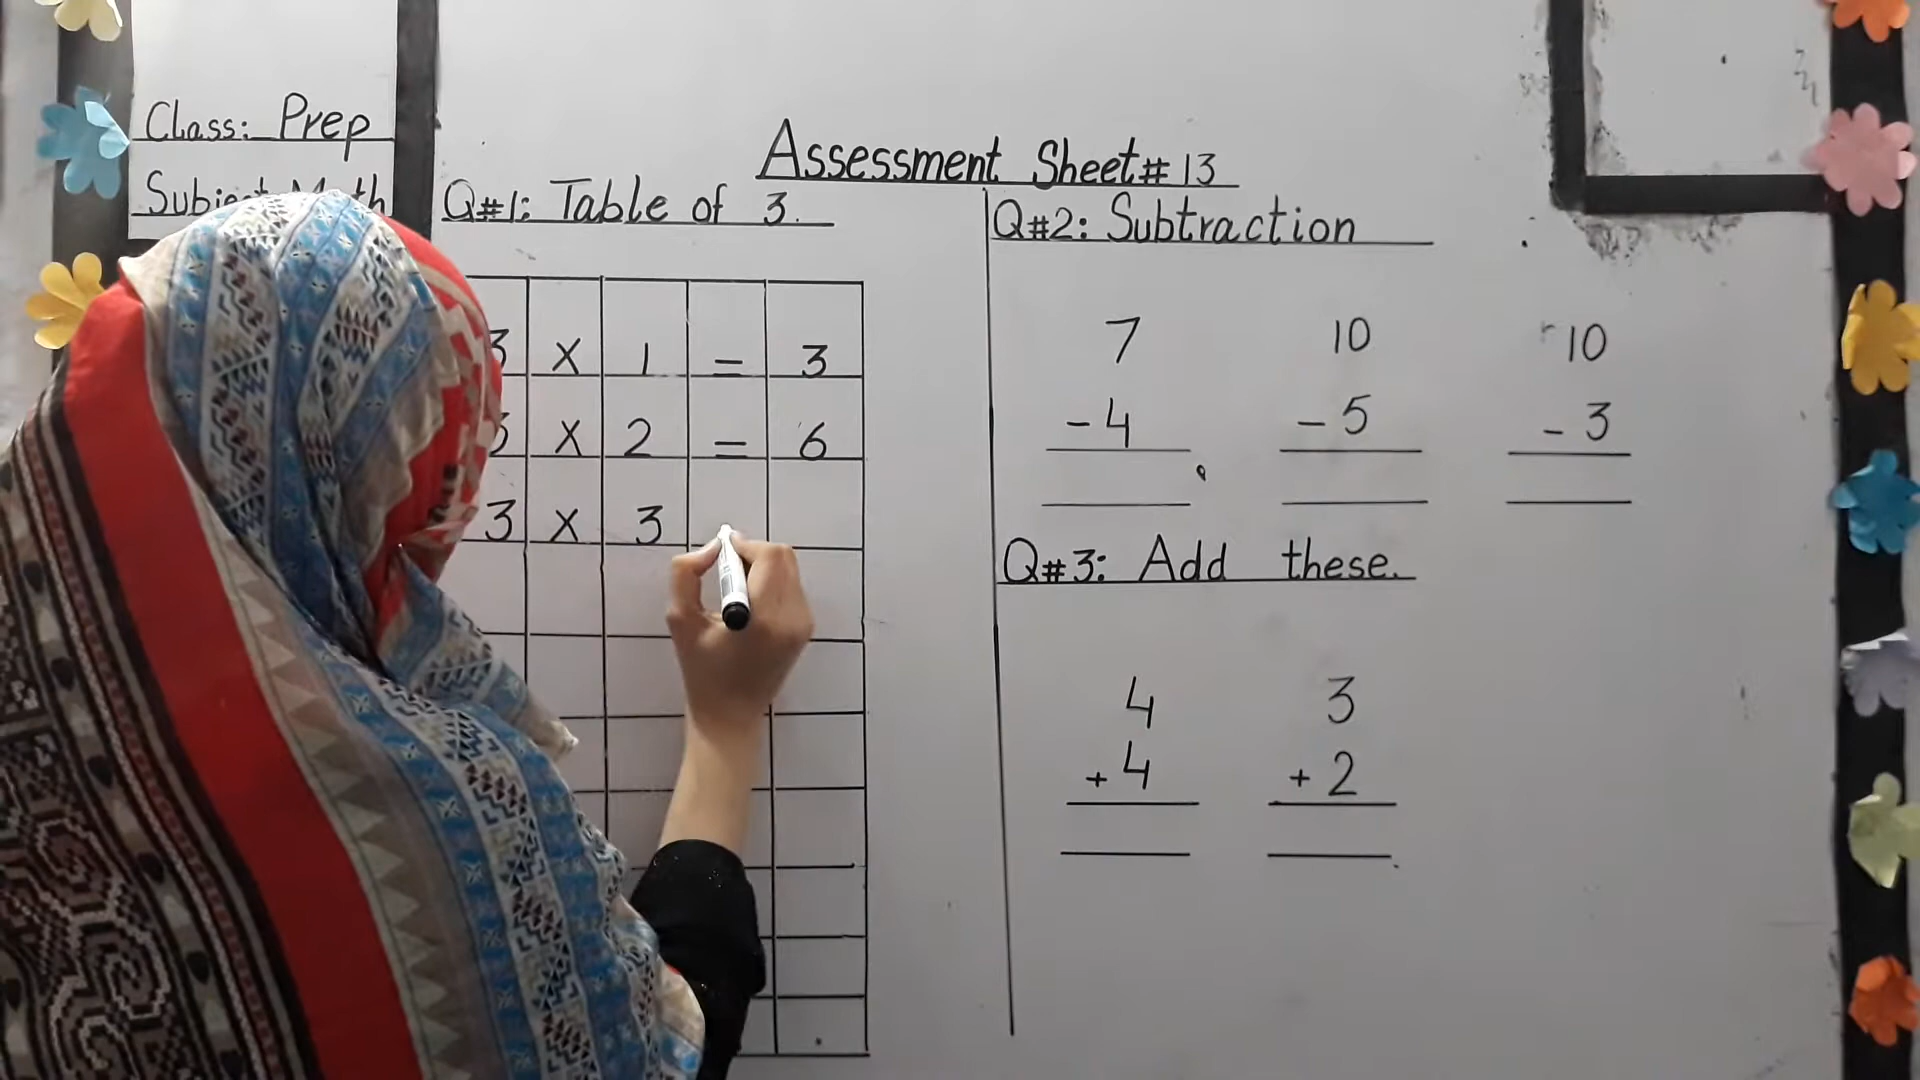 Class: Prep
Assessment Sheet# 13
Q#1: Table of 3.
3 X 1 = 3
3 X 2 = 6
3 X 3
Q#2: Subtraction
7 10 10
- 4 - 5 - 3
Q#3: Add these.
4 3
+ 4 + 2